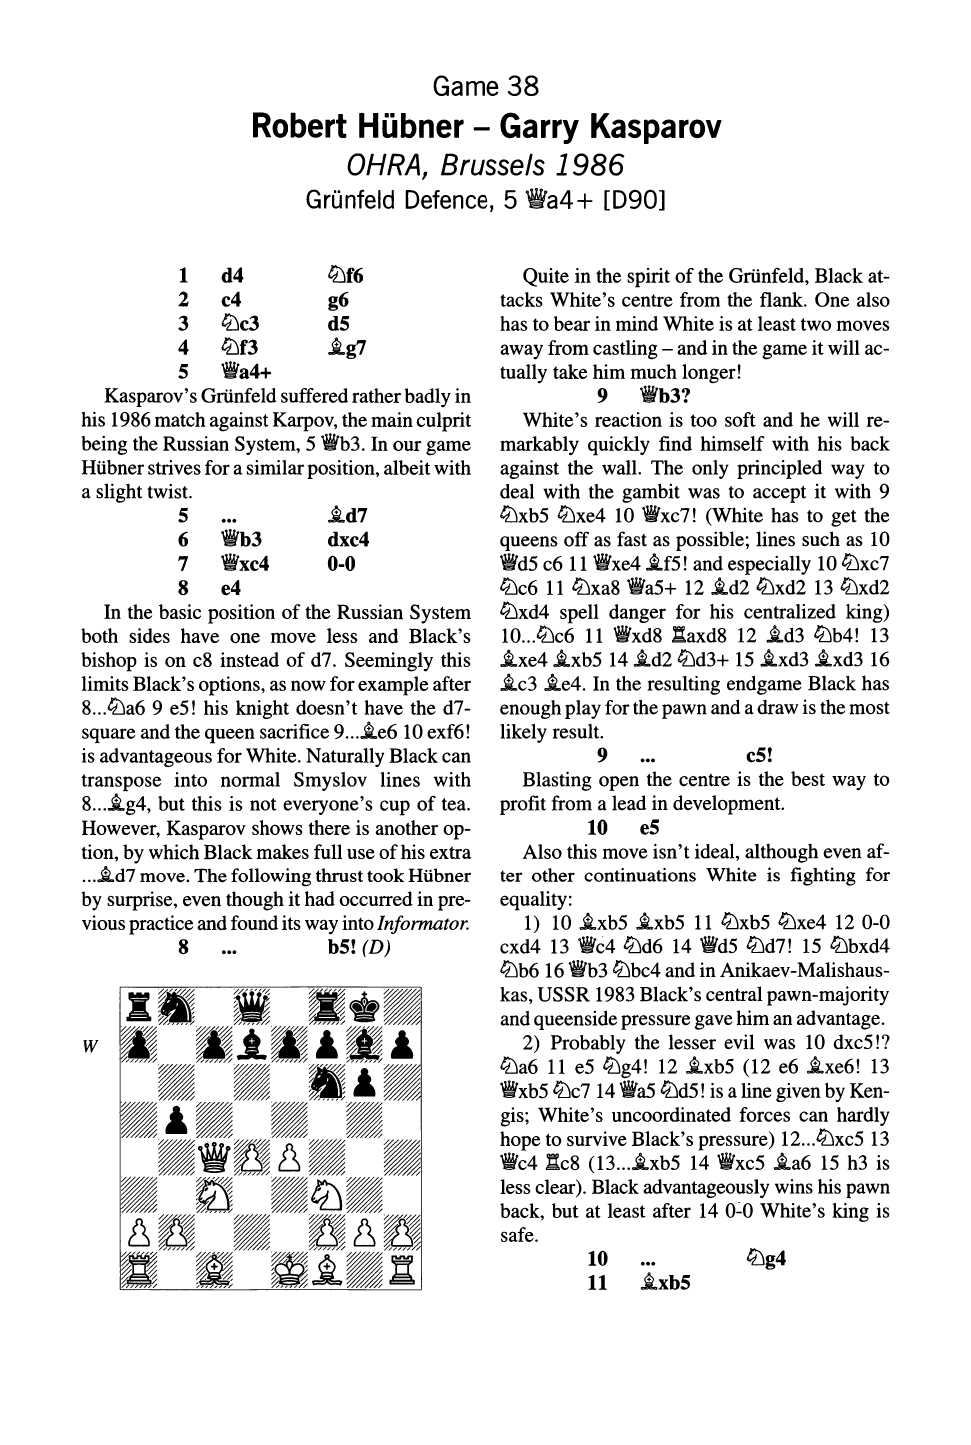 Game 38
Robert Hübner – Garry Kasparov
OHRA, Brussels 1986
Grünfeld Defence, 5 ♕a4+ [D90]
1 d4 ♘f6
2 c4 g6
3 ♘c3 d5
4 ♘f3 ♗g7
5 ♕a4+
Kasparov's Grünfeld suffered rather badly in
his 1986 match against Karpov, the main culprit
being the Russian System, 5 ♕b3. In our game
Hübner strives for a similar position, albeit with
a slight twist.
5 ... ♗d7
6 ♕b3 dxc4
7 ♕xc4 0-0
8 e4
In the basic position of the Russian System
both sides have one move less and Black's
bishop is on c8 instead of d7. Seemingly this
limits Black's options, as now for example after
8...♘a6 9 e5! his knight doesn't have the d7-
square and the queen sacrifice 9...♗e6 10 exf6!
is advantageous for White. Naturally Black can
transpose into normal Smyslov lines with
8...♗g4, but this is not everyone's cup of tea.
However, Kasparov shows there is another op-
tion, by which Black makes full use of his extra
...♗d7 move. The following thrust took Hübner
by surprise, even though it had occurred in pre-
vious practice and found its way into Informator.
8 ... b5! (D)
W
Quite in the spirit of the Grünfeld, Black at-
tacks White's centre from the flank. One also
has to bear in mind White is at least two moves
away from castling – and in the game it will ac-
tually take him much longer!
9 ♕b3?
White's reaction is too soft and he will re-
markably quickly find himself with his back
against the wall. The only principled way to
deal with the gambit was to accept it with 9
♘xb5 ♘xe4 10 ♕xc7! (White has to get the
queens off as fast as possible; lines such as 10
♕d5 c6 11 ♕xe4 ♗f5! and especially 10 ♘xc7
♘c6 11 ♘xa8 ♕a5+ 12 ♗d2 ♘xd2 13 ♘xd2
♘xd4 spell danger for his centralized king)
10...♘c6 11 ♕xd8 ♖axd8 12 ♗d3 ♘b4! 13
♗xe4 ♗xb5 14 ♗d2 ♘d3+ 15 ♗xd3 ♗xd3 16
♗c3 ♗e4. In the resulting endgame Black has
enough play for the pawn and a draw is the most
likely result.
9 ... c5!
Blasting open the centre is the best way to
profit from a lead in development.
10 e5
Also this move isn't ideal, although even af-
ter other continuations White is fighting for
equality:
1) 10 ♗xb5 ♗xb5 11 ♘xb5 ♘xe4 12 0-0
cxd4 13 ♕c4 ♘d6 14 ♕d5 ♘d7! 15 ♘bxd4
♘b6 16 ♕b3 ♘bc4 and in Anikaev-Malishaus-
kas, USSR 1983 Black's central pawn-majority
and queenside pressure gave him an advantage.
2) Probably the lesser evil was 10 dxc5!?
♘a6 11 e5 ♘g4! 12 ♗xb5 (12 e6 ♗xe6! 13
♕xb5 ♘c7 14 ♕a5 ♘d5! is a line given by Ken-
gis; White's uncoordinated forces can hardly
hope to survive Black's pressure) 12...♘xc5 13
♕c4 ♖c8 (13...♗xb5 14 ♕xc5 ♗a6 15 h3 is
less clear). Black advantageously wins his pawn
back, but at least after 14 0-0 White's king is
safe.
10 ... ♘g4
11 ♗xb5